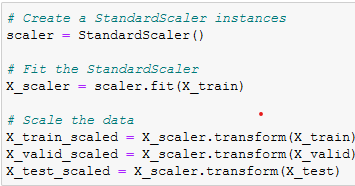 # Create a StandardScaler instances
scaler = StandardScaler()
# Fit the StandardScaler
X_scaler = scaler.fit(X_train)
# Scale the data
X_train_scaled = X_scaler.transform(X_train)
X_valid_scaled = X_scaler.transform(X_valid)
X_test_scaled = X_scaler.transform(X_test)